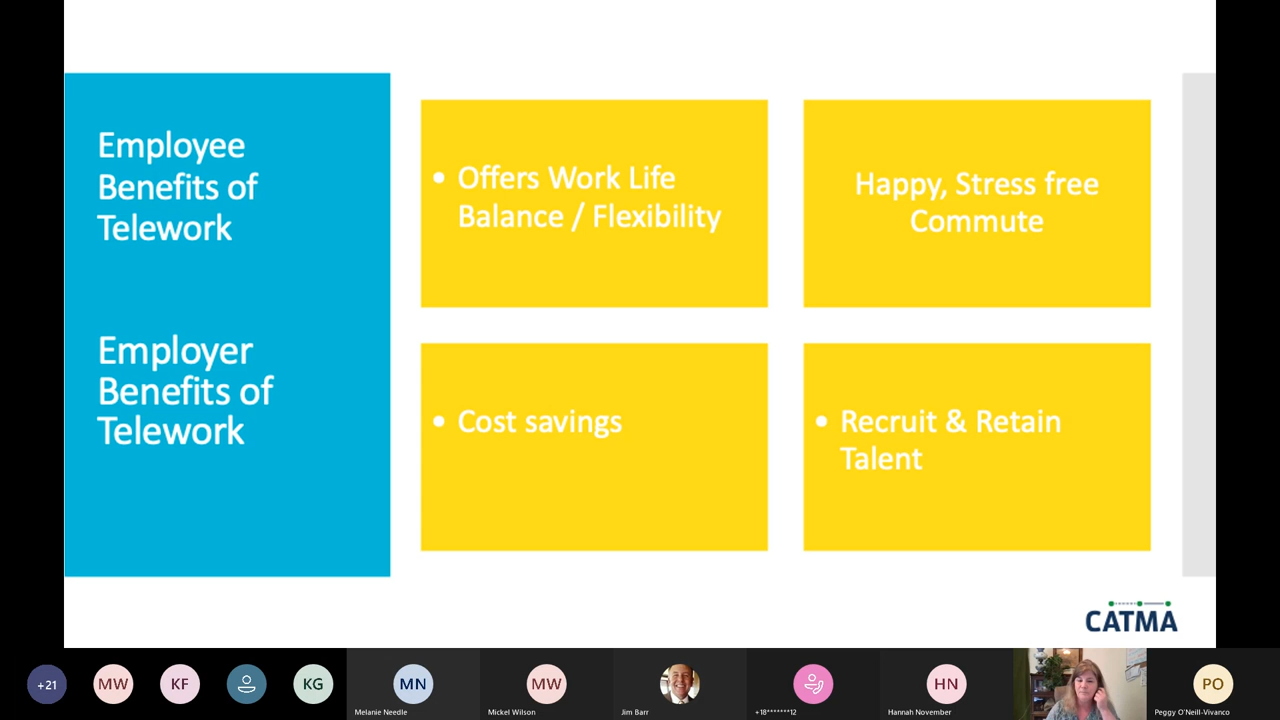 Employee
Benefits of
Telework
Employer
Benefits of
Telework
• Offers Work Life
Balance / Flexibility
Happy, Stress free
Commute
• Cost savings
• Recruit & Retain
Talent
CATMA
+21
MW
KF
KG
MN
Melanie Needle
MW
Mickel Wilson
Jim Barr
+18*******12
HN
Hannah November
PO
Peggy O'Neill-Vivanco